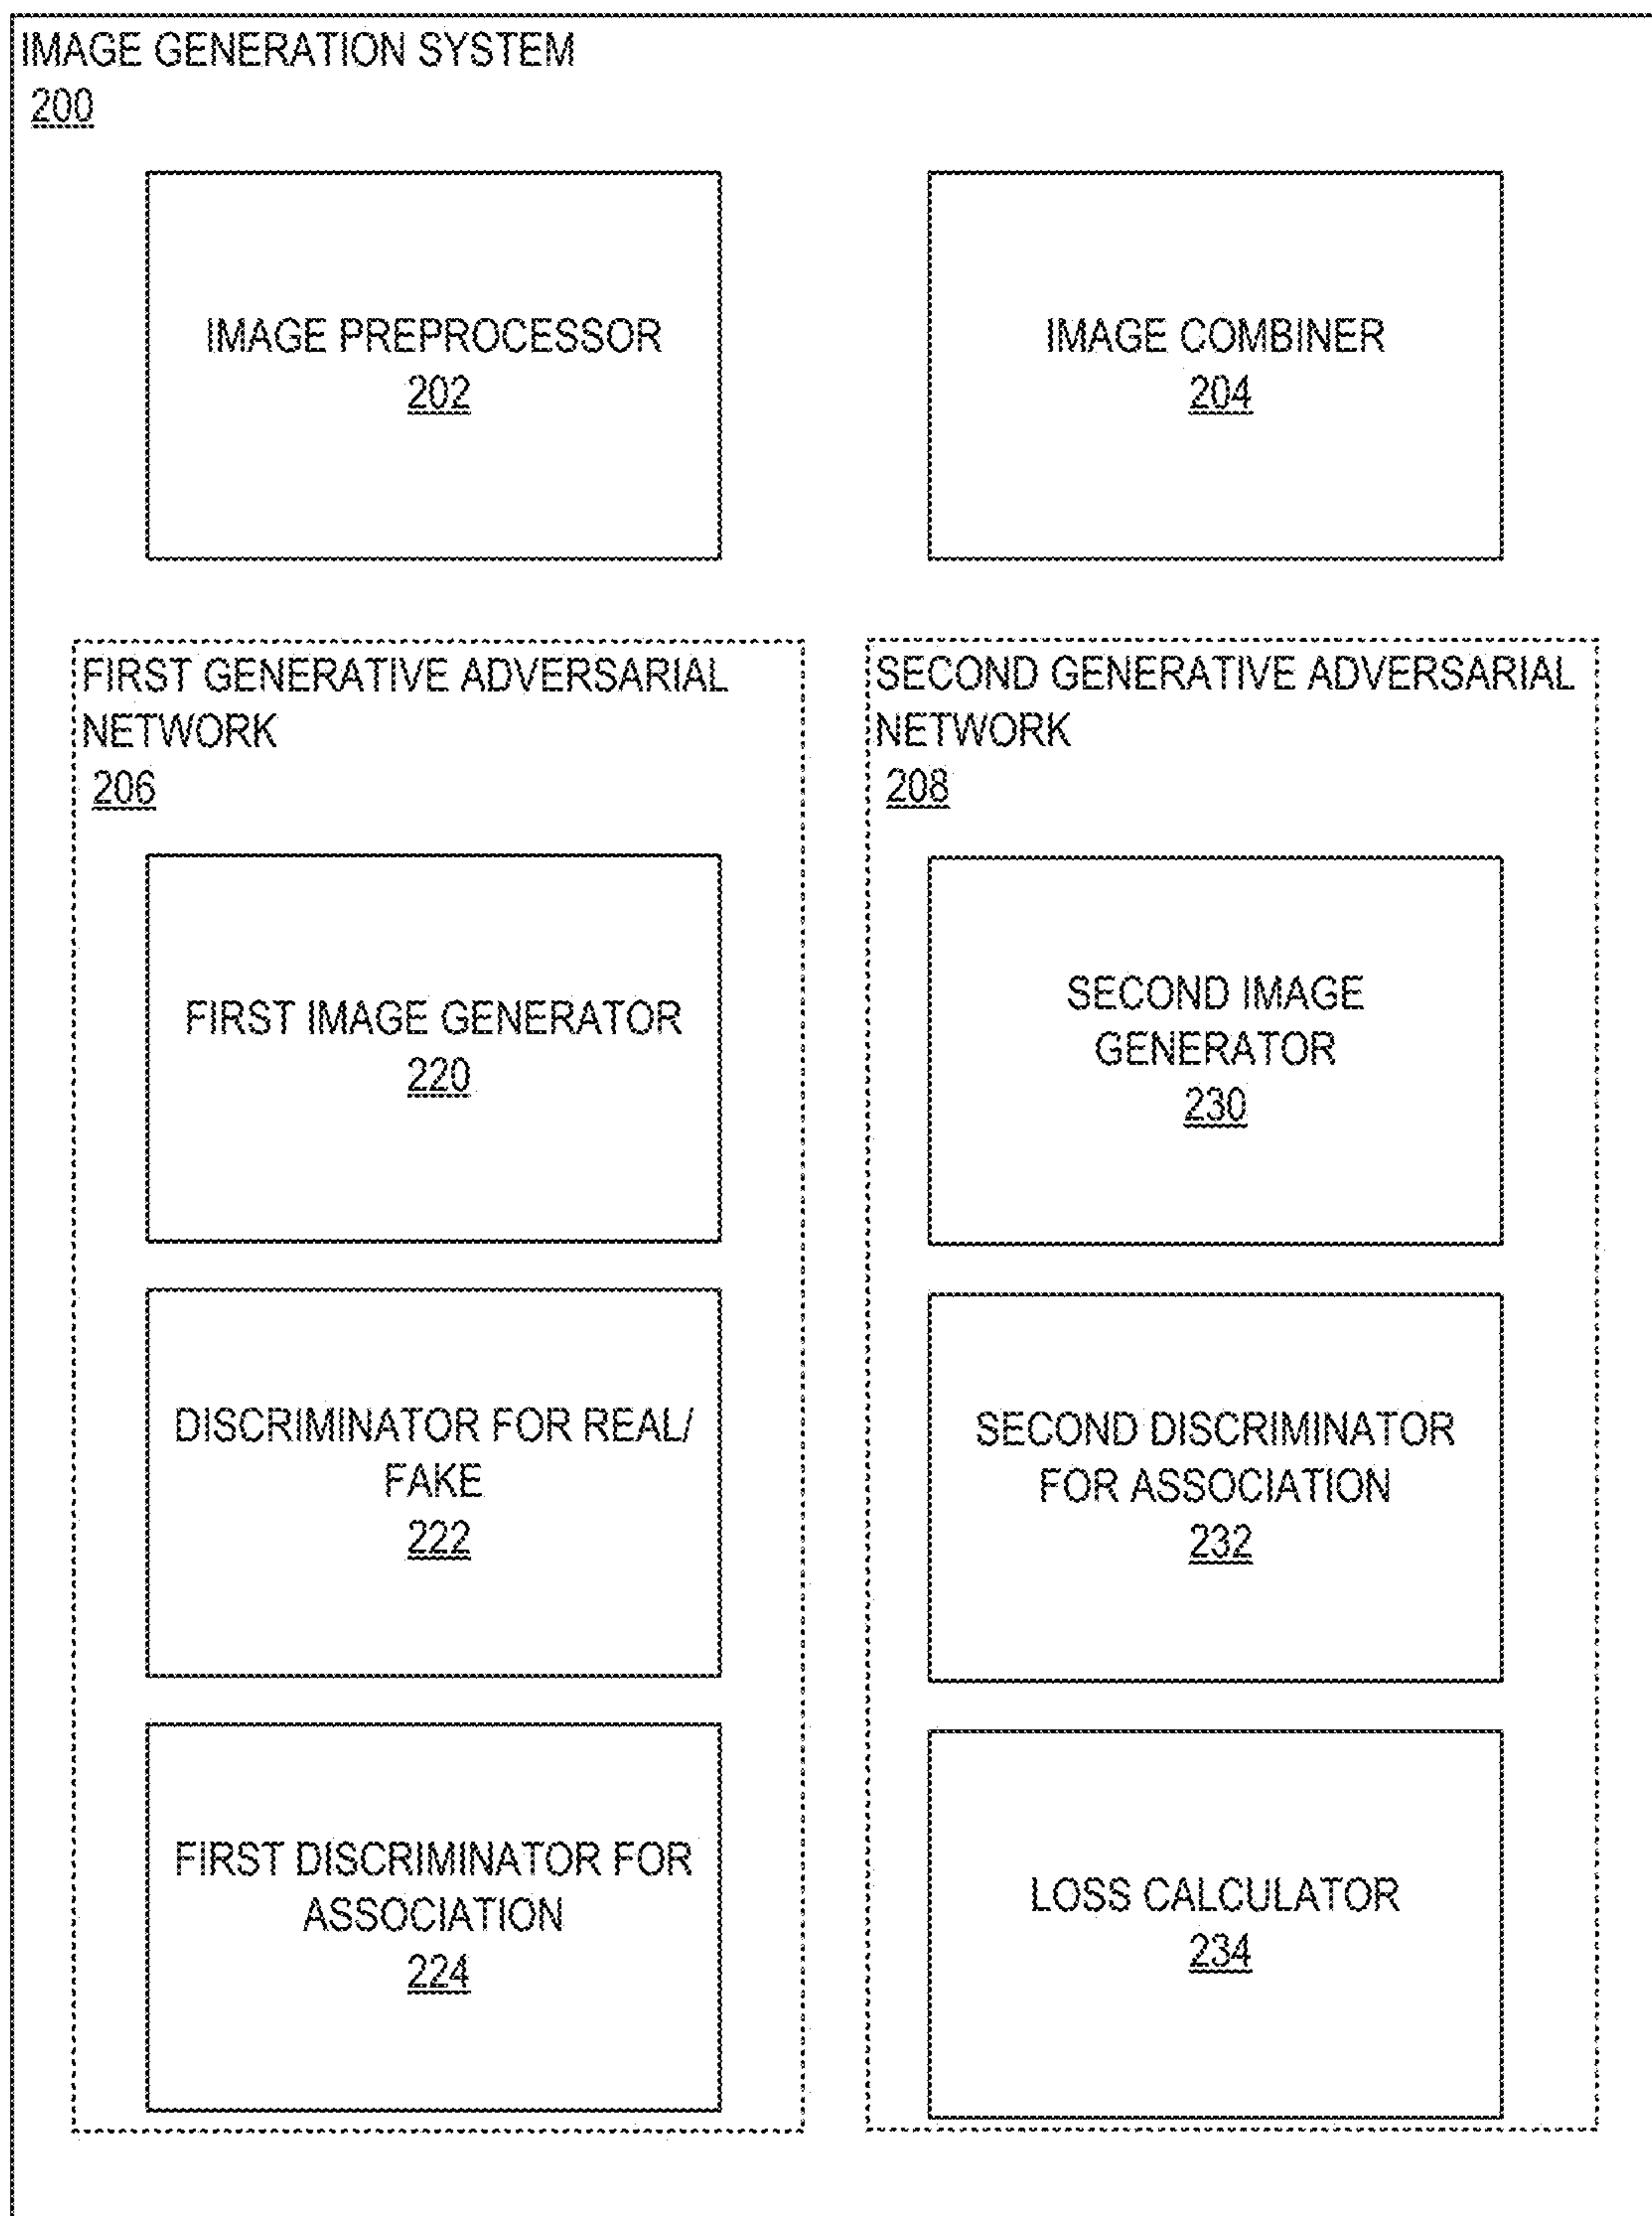 IMAGE GENERATION SYSTEM
200
IMAGE PREPROCESSOR
202
IMAGE COMBINER
204
FIRST GENERATIVE ADVERSARIAL
NETWORK
206
FIRST IMAGE GENERATOR
220
DISCRIMINATOR FOR REAL/
FAKE
222
FIRST DISCRIMINATOR FOR
ASSOCIATION
224
SECOND GENERATIVE ADVERSARIAL
NETWORK
208
SECOND IMAGE
GENERATOR
230
SECOND DISCRIMINATOR
FOR ASSOCIATION
232
LOSS CALCULATOR
234